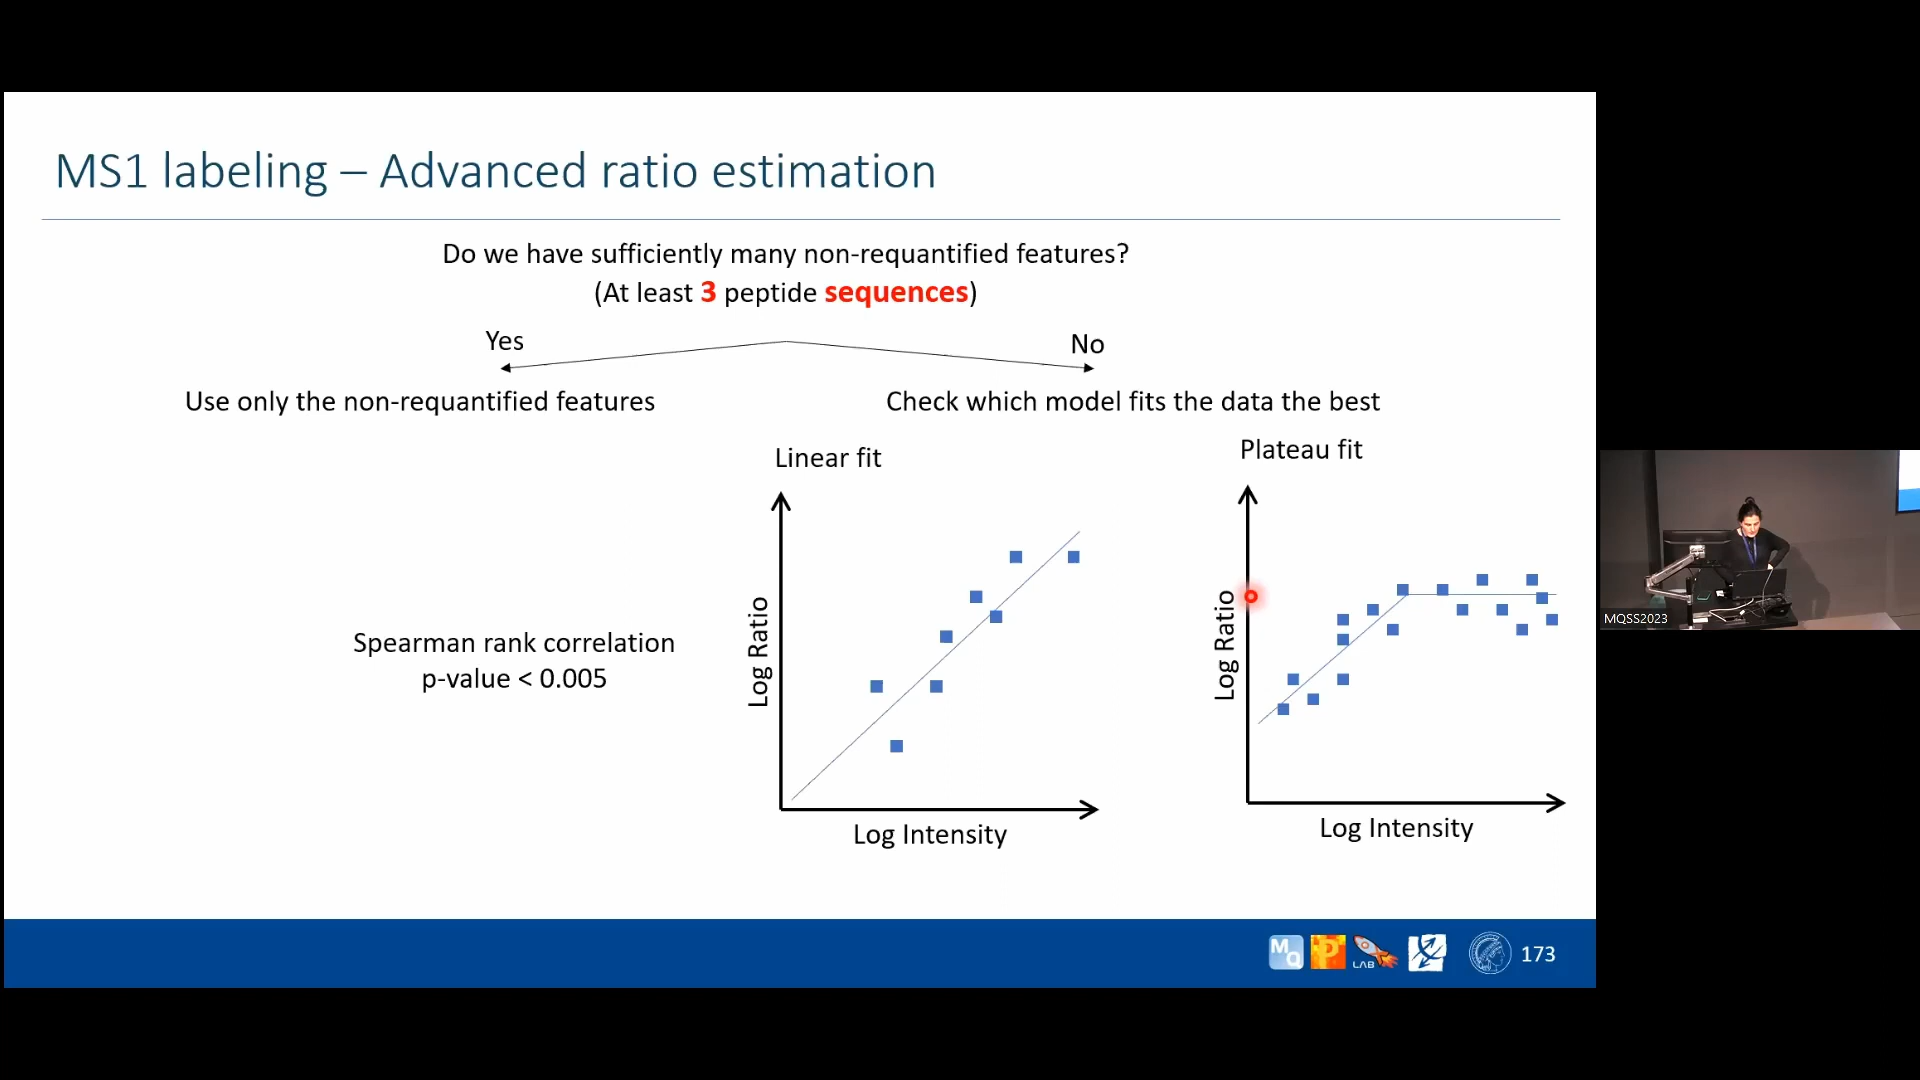 MS1 labeling – Advanced ratio estimation
Do we have sufficiently many non-requantified features?
(At least 3 peptide sequences)
Yes
No
Use only the non-requantified features
Check which model fits the data the best
Linear fit
Plateau fit
Spearman rank correlation
p-value < 0.005
Log Ratio
Log Intensity
Log Ratio
Log Intensity
MQSS2023
M
Q
P
LAB
173